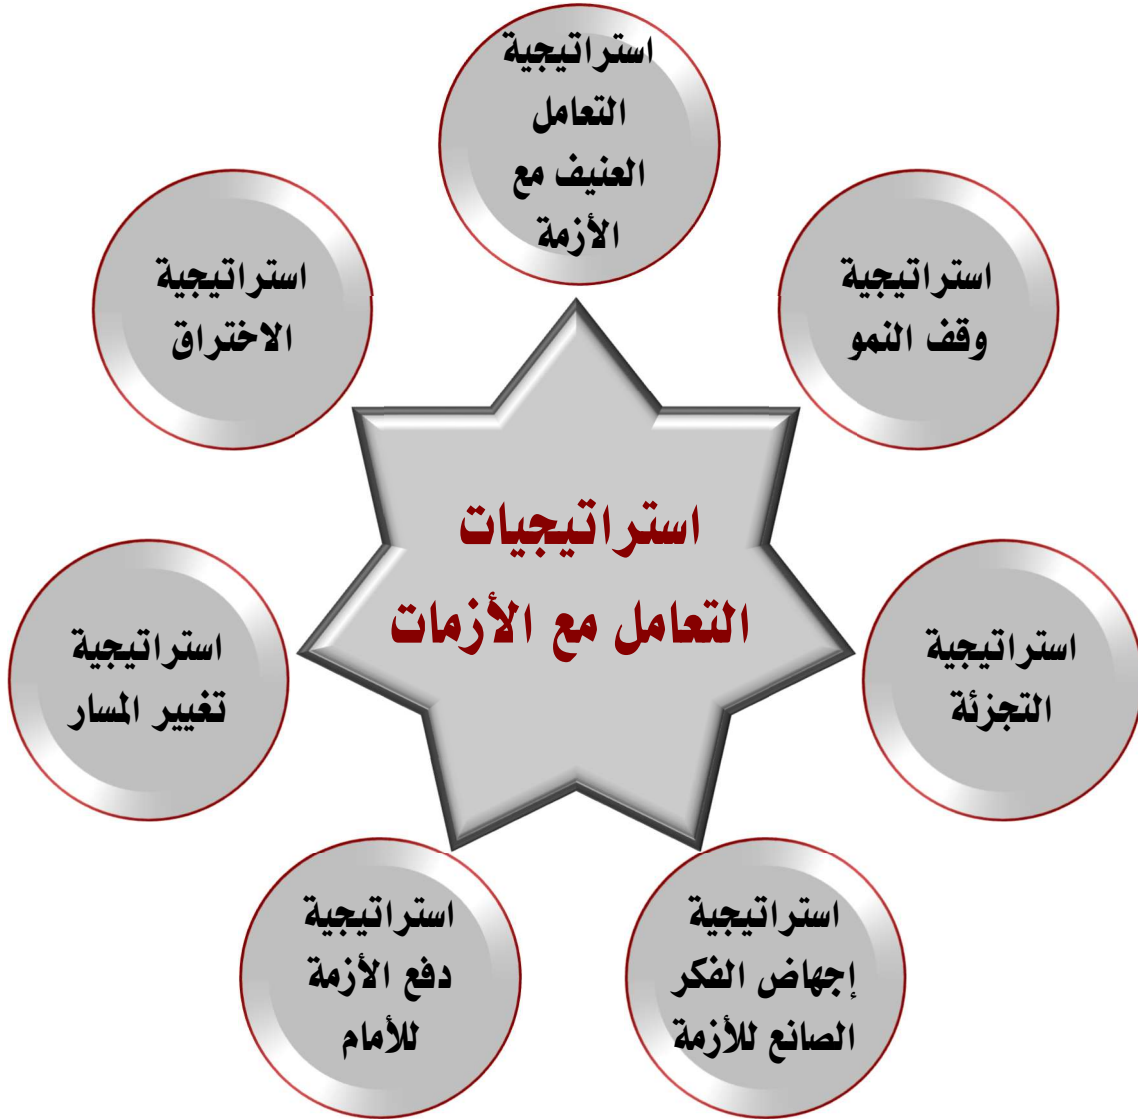 استراتيجية
التعامل
العنيف مع
الأزمة
استراتيجية
وقف النمو
استراتيجية
التجزئة
استراتيجية
إجهاض الفكر
الصانع للأزمة
استراتيجية
دفع الأزمة
للأمام
استراتيجية
تغيير المسار
استراتيجية
الاختراق
استراتيجيات
التعامل مع الأزمات